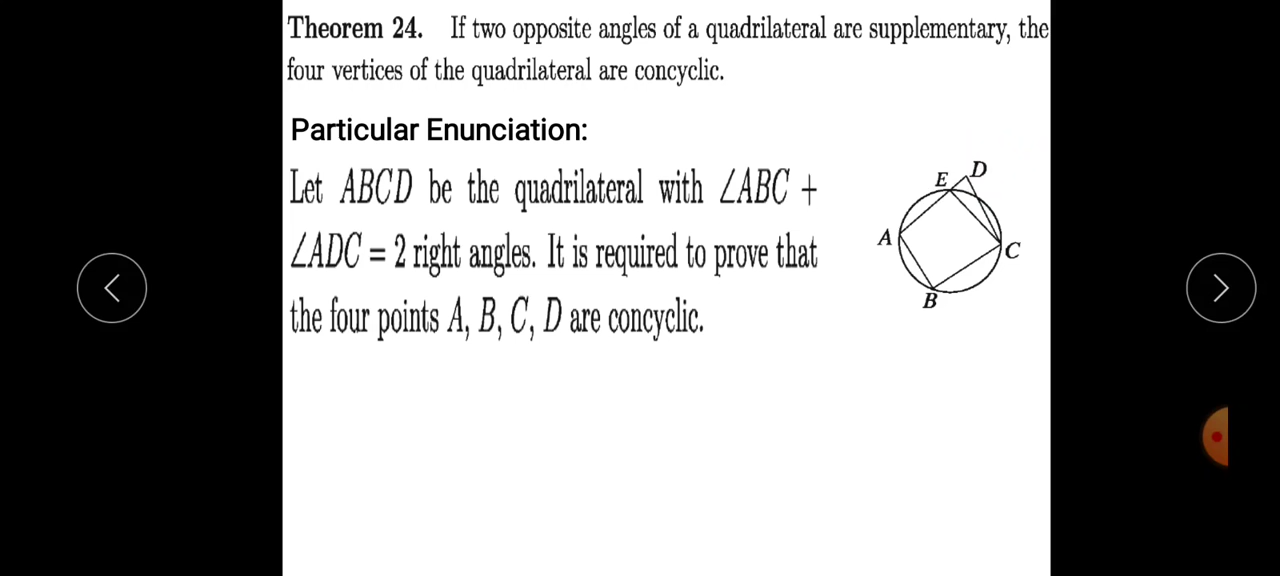 Theorem 24. If two opposite angles of a quadrilateral are supplementary, the
four vertices of the quadrilateral are concyclic.
Particular Enunciation:
Let ABCD be the quadrilateral with ∠ABC +
∠ADC = 2 right angles. It is required to prove that
the four points A, B, C, D are concyclic.
E D
A C
B